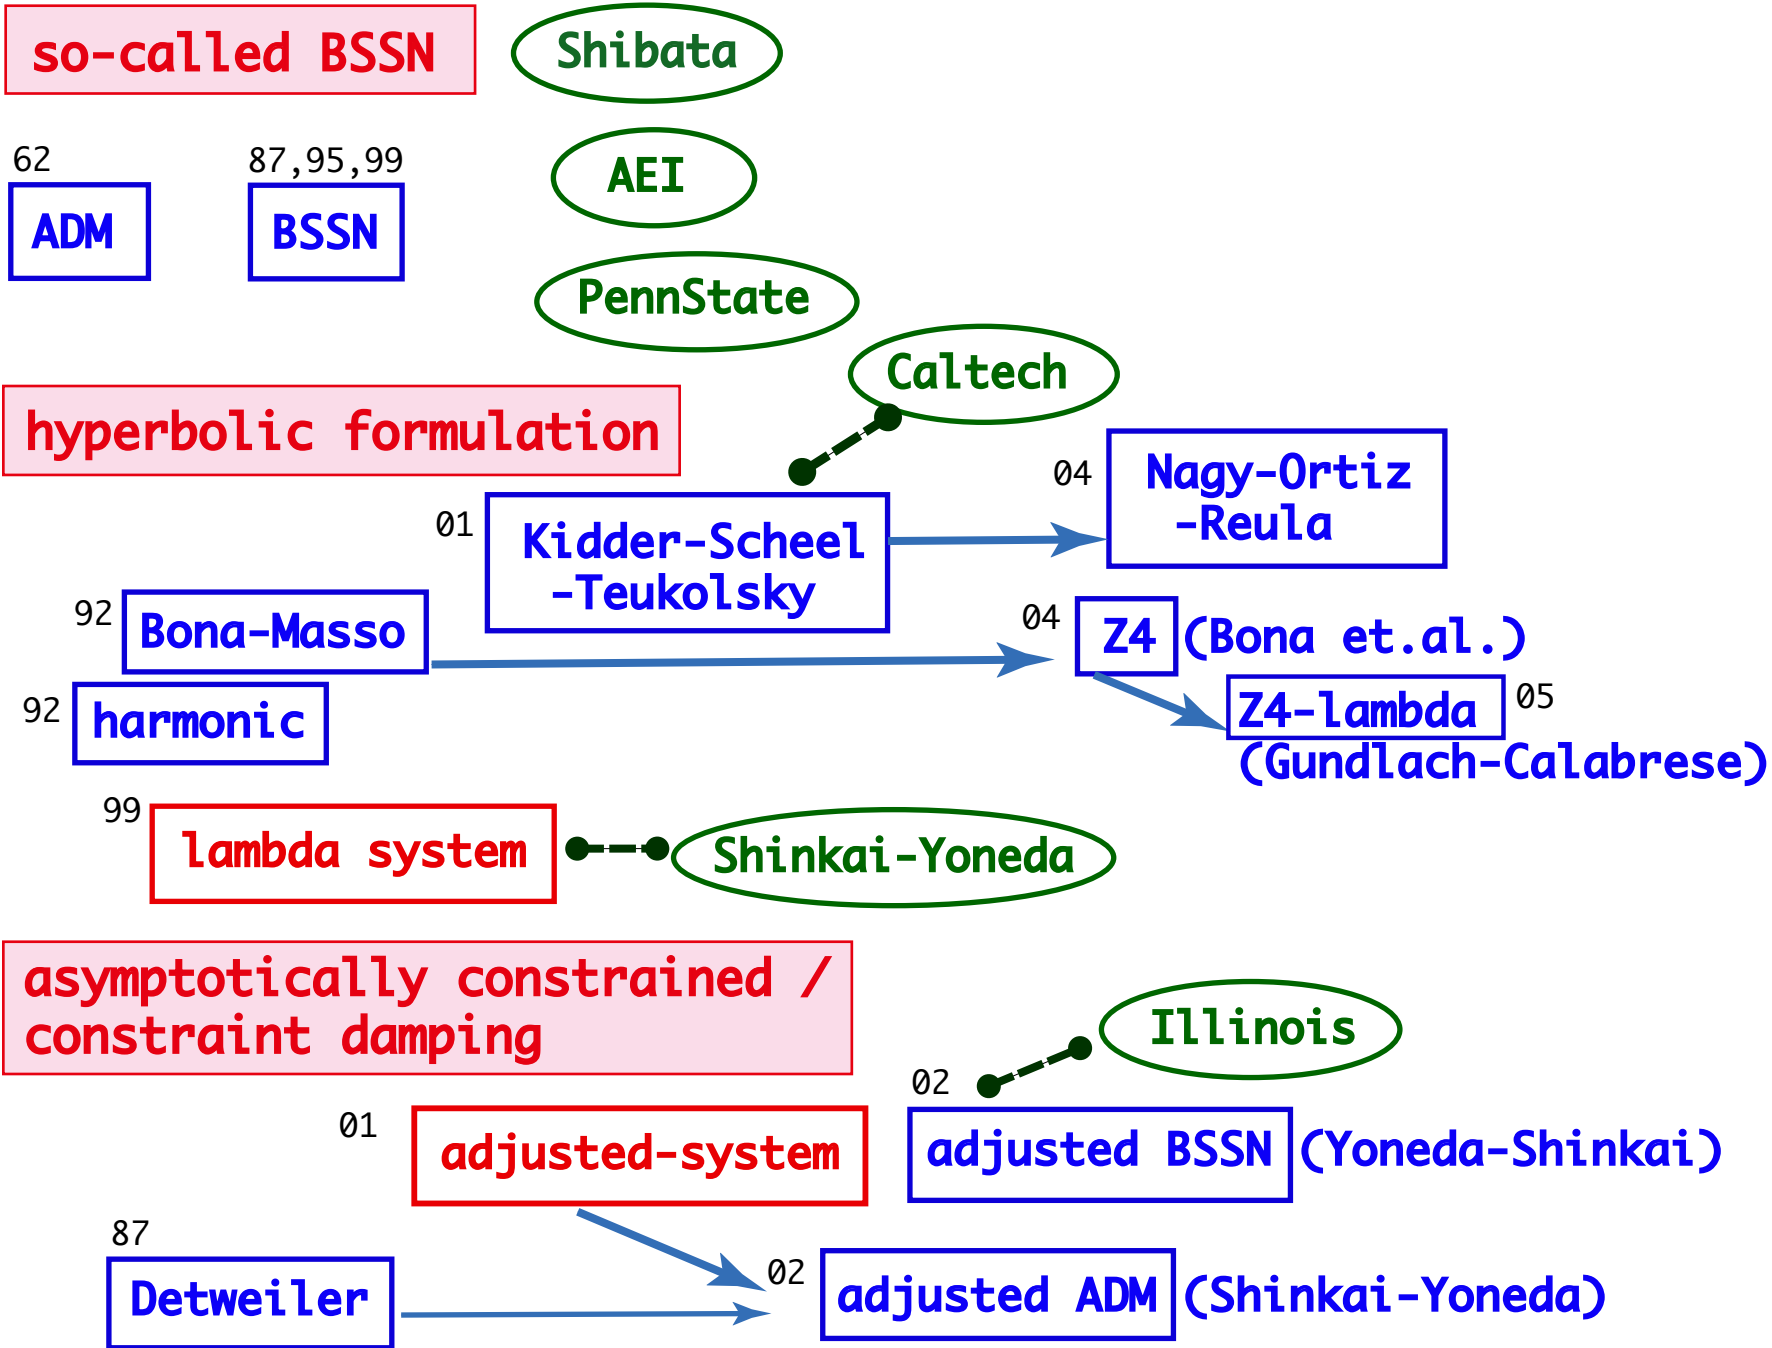 so-called BSSN
Shibata
62
87,95,99
AEI
ADM
BSSN
PennState
Caltech
hyperbolic formulation
04
Nagy-Ortiz
-Reula
01
Kidder-Scheel
-Teukolsky
92
Bona-Masso
04
Z4 (Bona et.al.)
92
harmonic
Z4-lambda
05
(Gundlach-Calabrese)
99
lambda system
Shinkai-Yoneda
asymptotically constrained /
constraint damping
Illinois
02
01
adjusted-system
adjusted BSSN (Yoneda-Shinkai)
87
Detweiler
02
adjusted ADM (Shinkai-Yoneda)